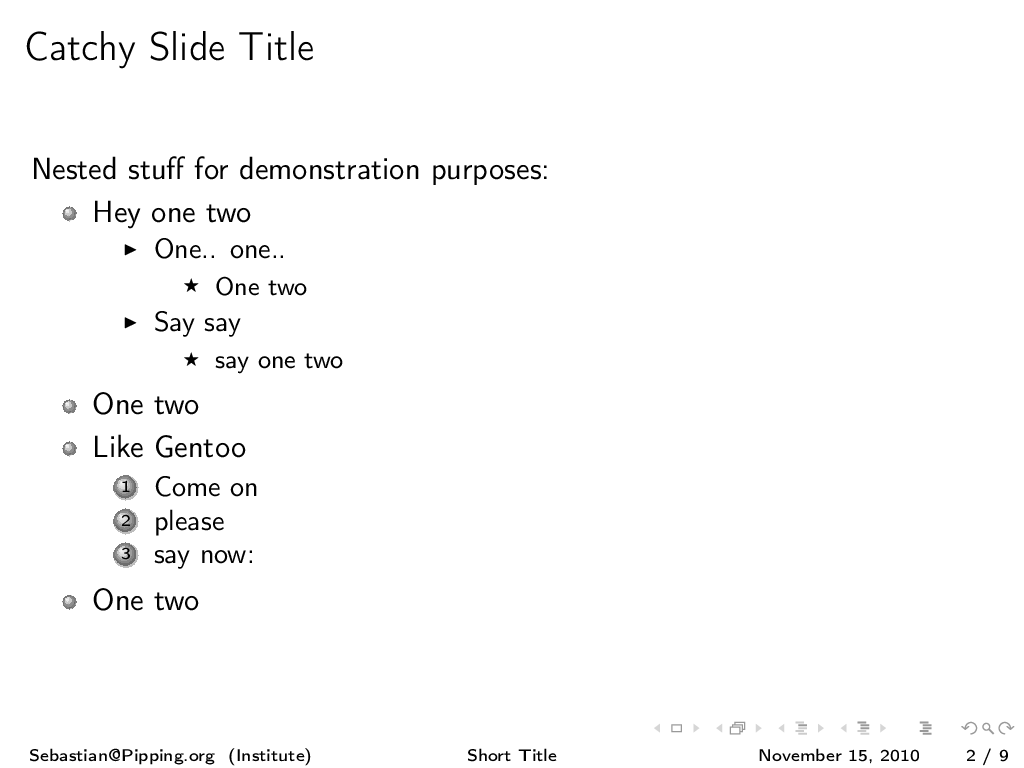 Catchy Slide Title
Nested stuff for demonstration purposes:
Hey one two
One.. one..
One two
Say say
say one two
One two
Like Gentoo
1 Come on
2 please
3 say now:
One two
Sebastian@Pipping.org (Institute) Short Title November 15, 2010 2 / 9